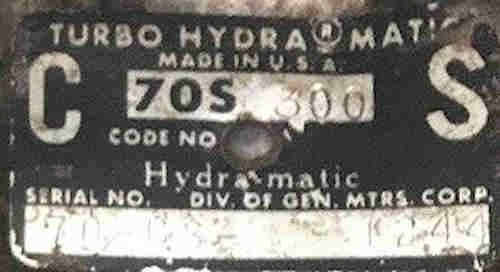 TURBO HYDRA ® MATIC
MADE IN U.S.A.
C 70S 300 S
CODE NO
Hydra-matic
SERIAL NO. DIV. OF GEN. MTRS. CORP.